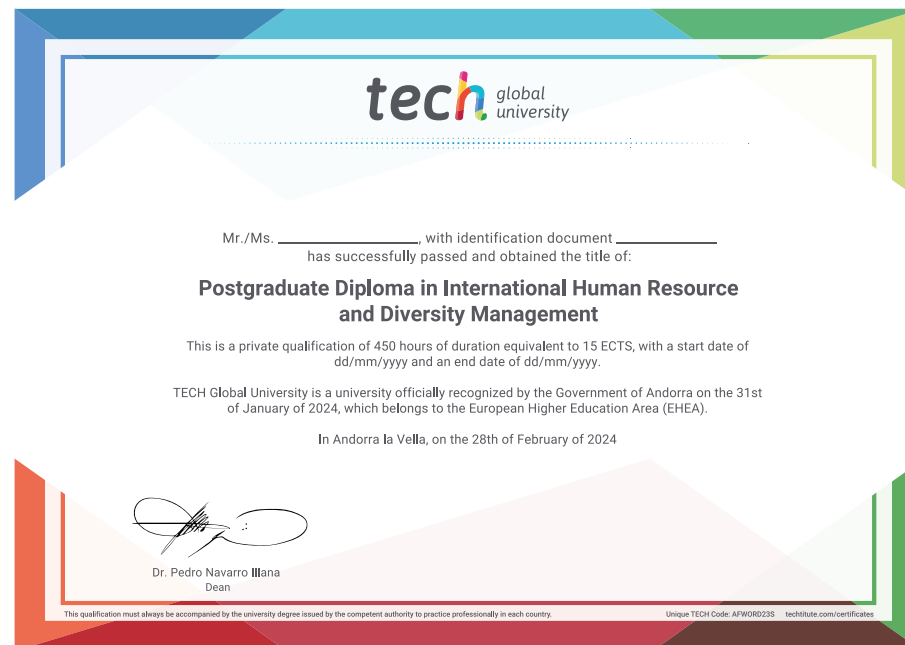 tech global university
Mr./Ms. ____________, with identification document ____________
has successfully passed and obtained the title of:
Postgraduate Diploma in International Human Resource
and Diversity Management
This is a private qualification of 450 hours of duration equivalent to 15 ECTS, with a start date of
dd/mm/yyyy and an end date of dd/mm/yyyy.
TECH Global University is a university officially recognized by the Government of Andorra on the 31st
of January of 2024, which belongs to the European Higher Education Area (EHEA).
In Andorra la Vella, on the 28th of February of 2024
Dr. Pedro Navarro Illana
Dean
This qualification must always be accompanied by the university degree issued by the competent authority to practice professionally in each country. Unique TECH Code: AFWORD23S techtitute.com/certificates